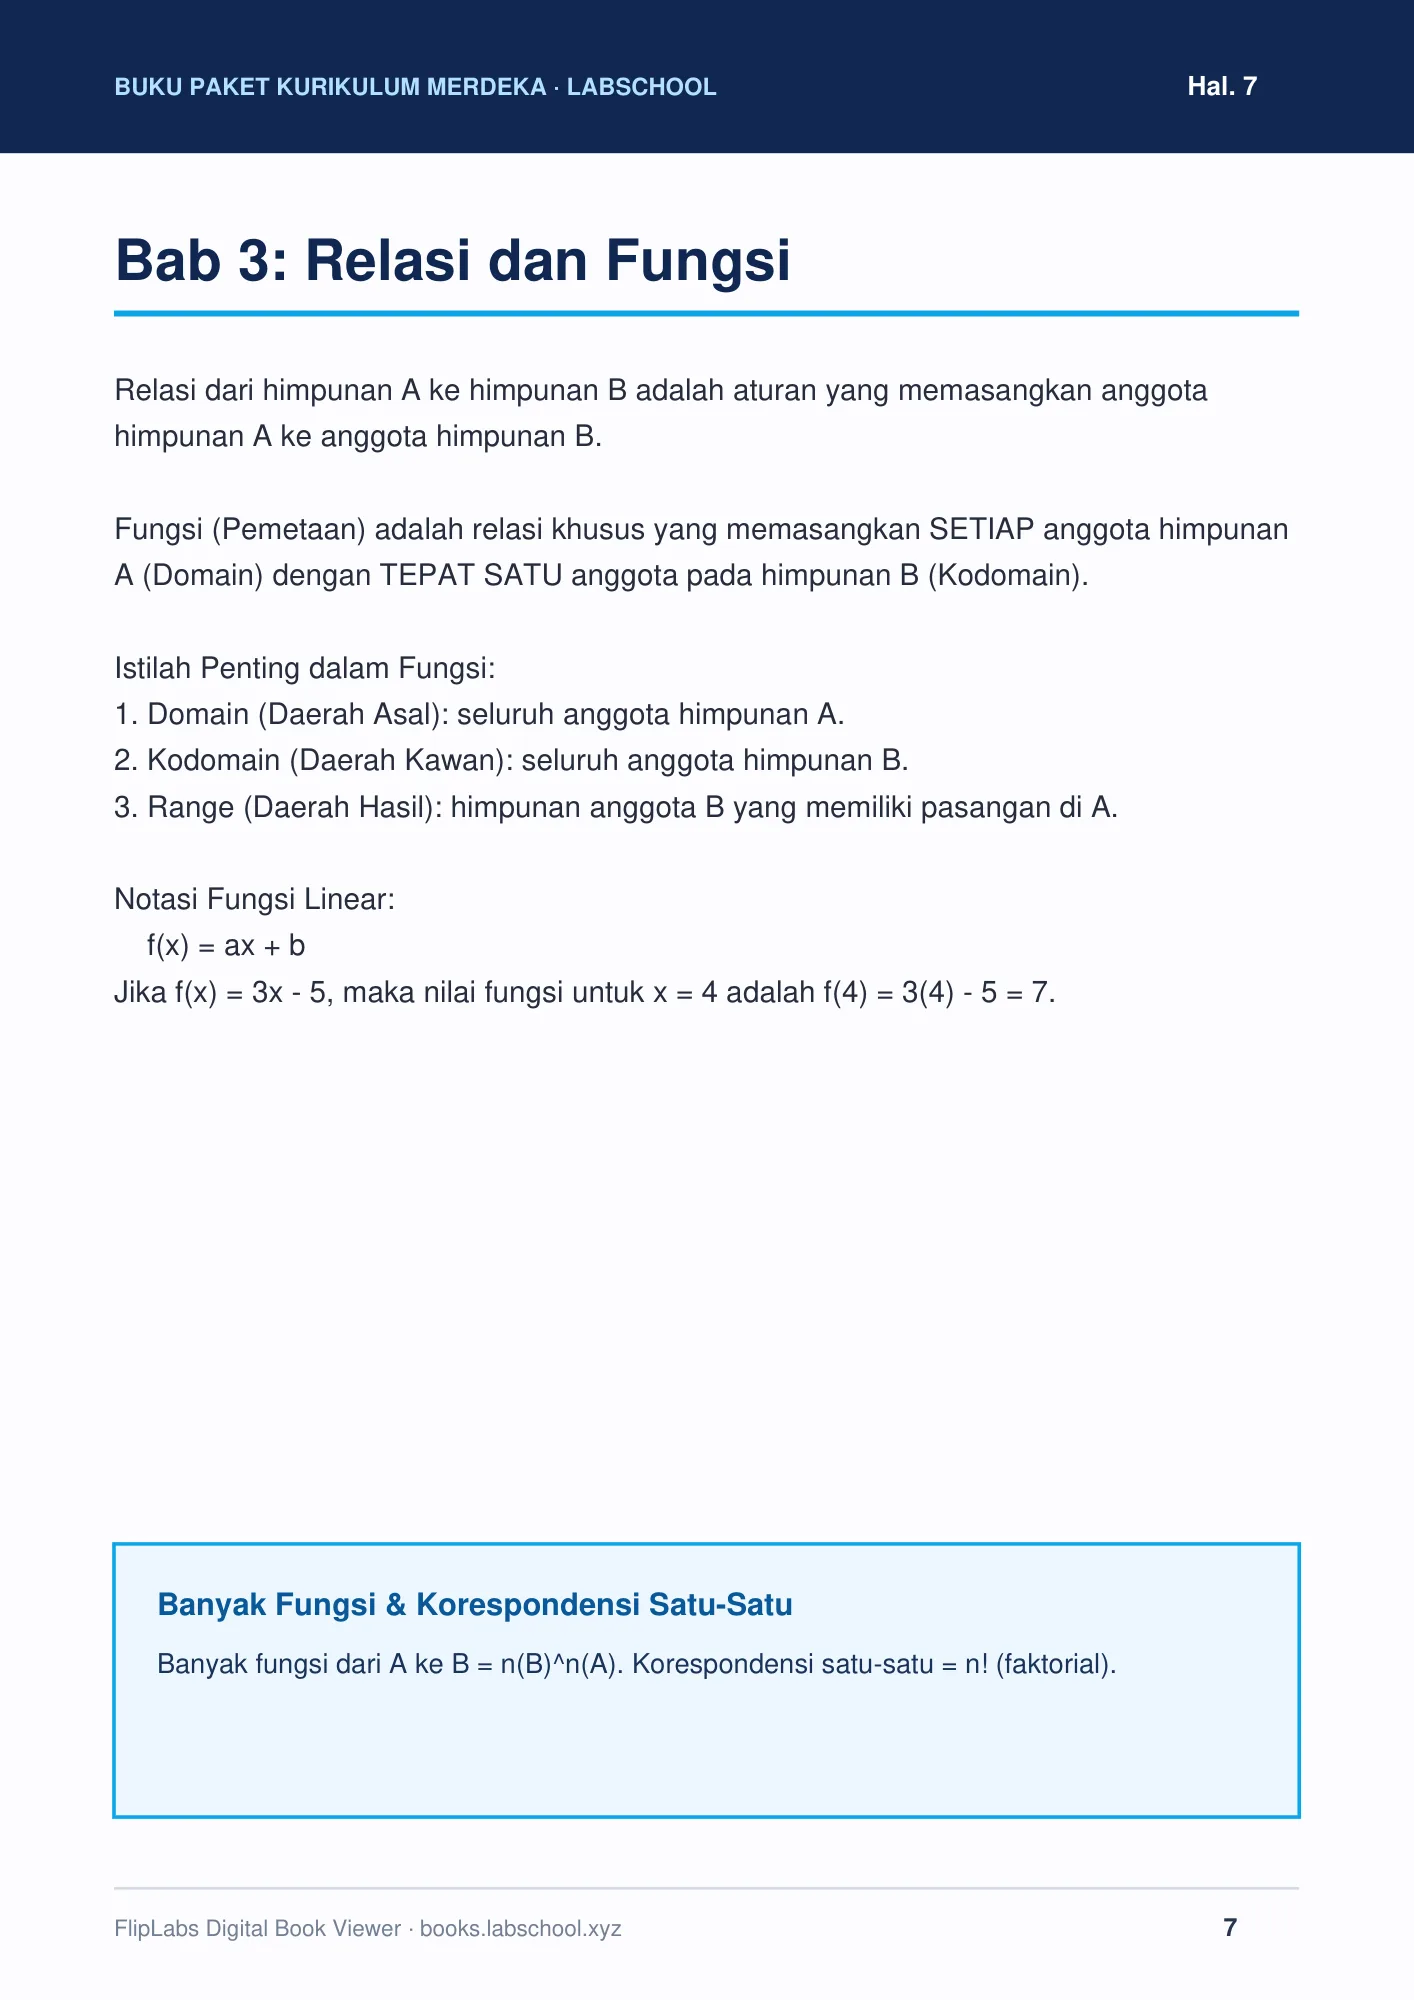 BUKU PAKET KURIKULUM MERDEKA · LABSCHOOL
Hal. 7
Bab 3: Relasi dan Fungsi
Relasi dari himpunan A ke himpunan B adalah aturan yang memasangkan anggota
himpunan A ke anggota himpunan B.
Fungsi (Pemetaan) adalah relasi khusus yang memasangkan SETIAP anggota himpunan
A (Domain) dengan TEPAT SATU anggota pada himpunan B (Kodomain).
Istilah Penting dalam Fungsi:
1. Domain (Daerah Asal): seluruh anggota himpunan A.
2. Kodomain (Daerah Kawan): seluruh anggota himpunan B.
3. Range (Daerah Hasil): himpunan anggota B yang memiliki pasangan di A.
Notasi Fungsi Linear:
f(x) = ax + b
Jika f(x) = 3x - 5, maka nilai fungsi untuk x = 4 adalah f(4) = 3(4) - 5 = 7.
Banyak Fungsi & Korespondensi Satu-Satu
Banyak fungsi dari A ke B = n(B)^n(A). Korespondensi satu-satu = n! (faktorial).
FlipLabs Digital Book Viewer · books.labschool.xyz
7